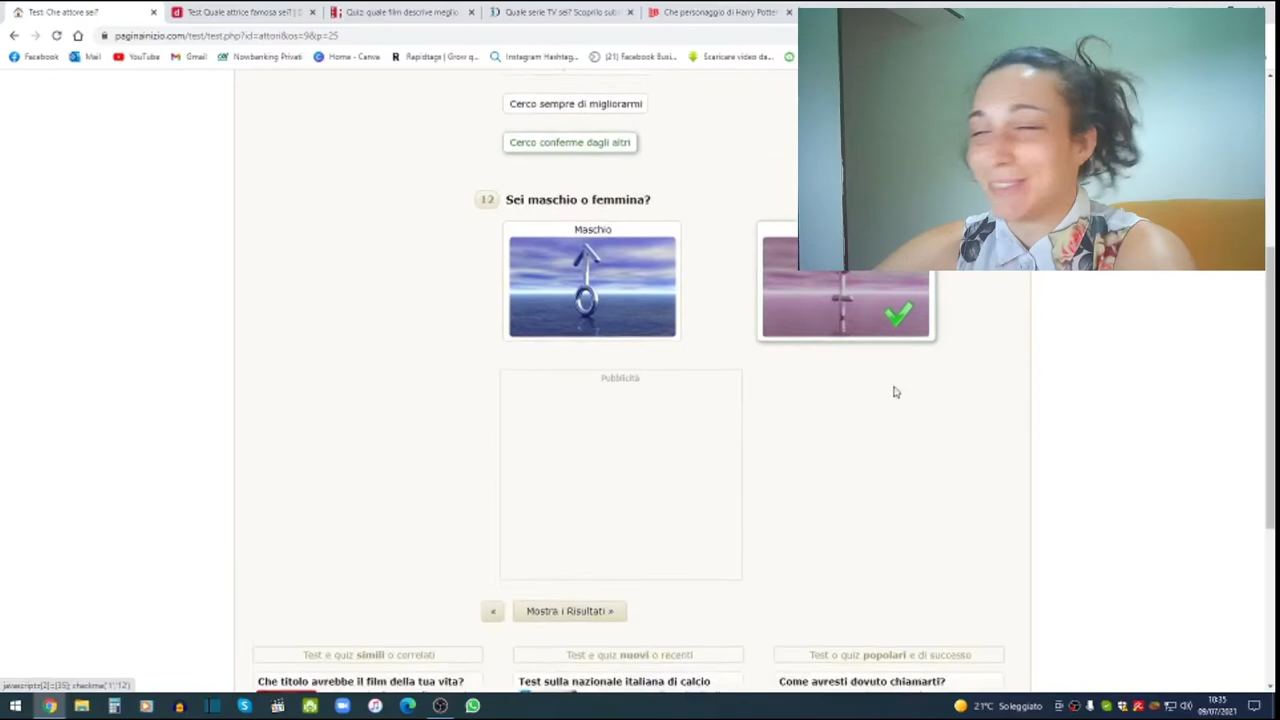 Test: Che attore sei?
Test Quale attrice famosa sei? | D
Quiz: quale film descrive meglio
Quale serie TV sei? Scoprilo sub
Che personaggio di Harry Potter
paginainizio.com/test/test.php?id=attori&os=9&p=25
Facebook
Mail
YouTube
Gmail
Nowbanking Privati
Home - Canva
Rapidtags | Grow q...
Instagram Hashtag...
(21) Facebook Busi...
Scaricare video da...
Cerco sempre di migliorarmi
Cerco conferme dagli altri
12 Sei maschio o femmina?
Maschio
Pubblicità
«
Mostra i Risultati »
Test e quiz simili o correlati
Test e quiz nuovi o recenti
Test o quiz popolari e di successo
Che titolo avrebbe il film della tua vita?
Test sulla nazionale italiana di calcio
Come avresti dovuto chiamarti?
21°C Soleggiato
10:35
09/07/2021